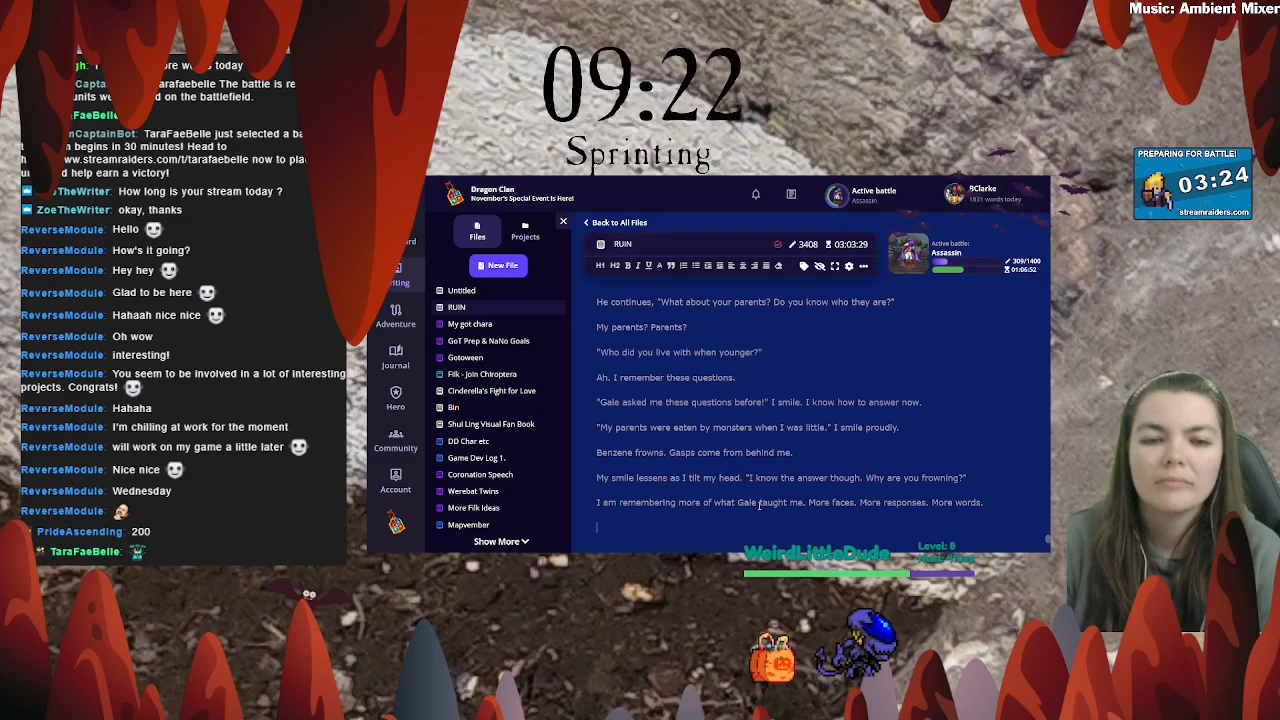 Music: Ambient Mixer
09:22
Sprinting
today
The battle is re
on the battlefield.
TaraFaeBelle just selected a ba
begins in 30 minutes! Head to
ww.streamraiders.com/t/tarafaebelle now to pla
help earn a victory!
TheWriter: How long is your stream today ?
ZoeTheWriter: okay, thanks
ReverseModule: Hello
ReverseModule: How's it going?
ReverseModule: Hey hey
ReverseModule: Glad to be here
ReverseModule: Hahaah nice nice
ReverseModule: Oh wow
ReverseModule: interesting!
ReverseModule: You seem to be involved in a lot of interesting
projects. Congrats!
ReverseModule: Hahaha
ReverseModule: I'm chilling at work for the moment
ReverseModule: will work on my game a little later
ReverseModule: Nice nice
ReverseModule: Wednesday
ReverseModule:
PrideAscending: 200
TaraFaeBelle:
Dragon Clan
November's Special Event Is Here!
Active battle
Assassin
BClarke
1831 words today
Files
Projects
New File
Untitled
RUIN
My got chara
GoT Prep & NaNo Goals
Gotoween
Filk - Join Chiroptera
Cinderella's Fight for Love
Bin
Shul Ling Visual Fan Book
DD Char etc
Game Dev Log 1.
Coronation Speech
Werebat Twins
More Filk Ideas
Mapvember
Show More
Adventure
Journal
Hero
Community
Account
Back to All Files
RUIN
3408
03:03:29
H1 H2 B I U A
Active battle:
Assassin
309/1400
01:06:52
He continues, "What about your parents? Do you know who they are?"
My parents? Parents?
"Who did you live with when younger?"
Ah. I remember these questions.
"Gale asked me these questions before!" I smile. I know how to answer now.
"My parents were eaten by monsters when I was little." I smile proudly.
Benzene frowns. Gasps come from behind me.
My smile lessens as I tilt my head. "I know the answer though. Why are you frowning?"
I am remembering more of what Gale taught me. More faces. More responses. More words.
WeirdLittleDude
Level: 8
PREPARING FOR BATTLE!
03:24
streamraiders.com